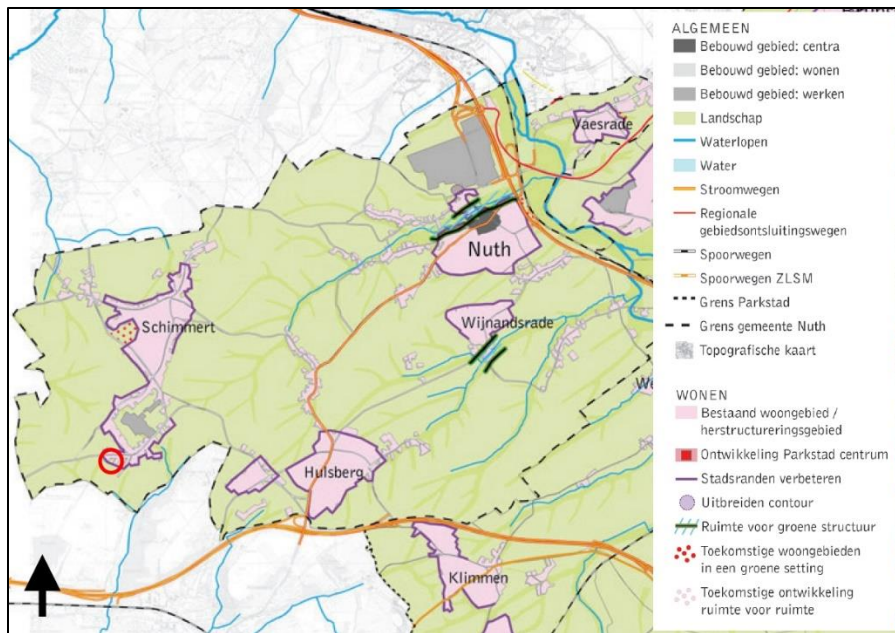 Vaesrade
Nuth
Schimmert
Wijnandsrade
Hulsberg
Klimmen
ALGEMEEN
Bebouwd gebied: centra
Bebouwd gebied: wonen
Bebouwd gebied: werken
Landschap
Waterlopen
Water
Stroomwegen
Regionale
gebiedsontsluitingswegen
Spoorwegen
Spoorwegen ZLSM
Grens Parkstad
Grens gemeente Nuth
Topografische kaart
WONEN
Bestaand woongebied /
herstructureringsgebied
Ontwikkeling Parkstad centrum
Stadsranden verbeteren
Uitbreiden contour
Ruimte voor groene structuur
Toekomstige woongebieden
in een groene setting
Toekomstige ontwikkeling
ruimte voor ruimte